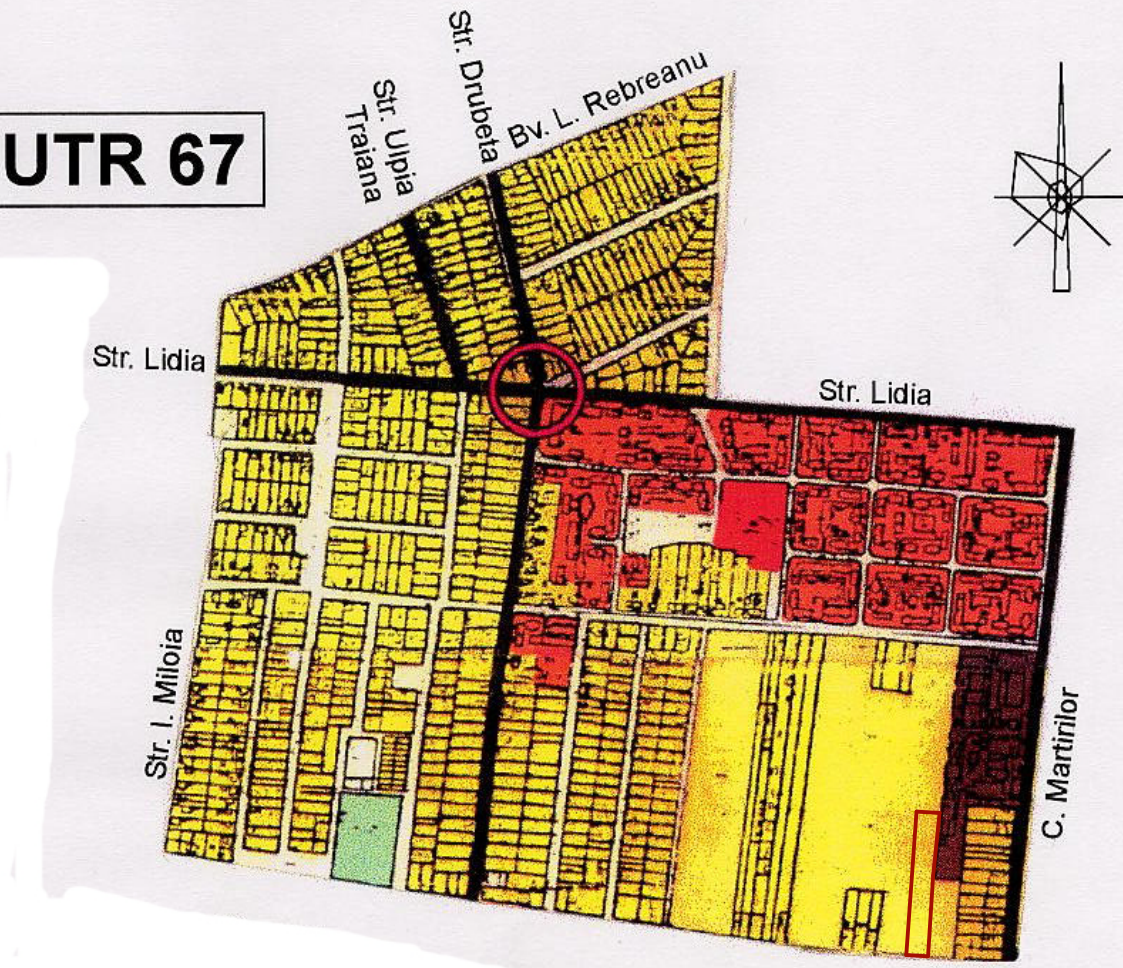 UTR 67
Str. Drubeta
Bv. L. Rebreanu
Str. Ulpia
Traiana
Str. Lidia
Str. Lidia
Str. I. Miloia
C. Martirilor